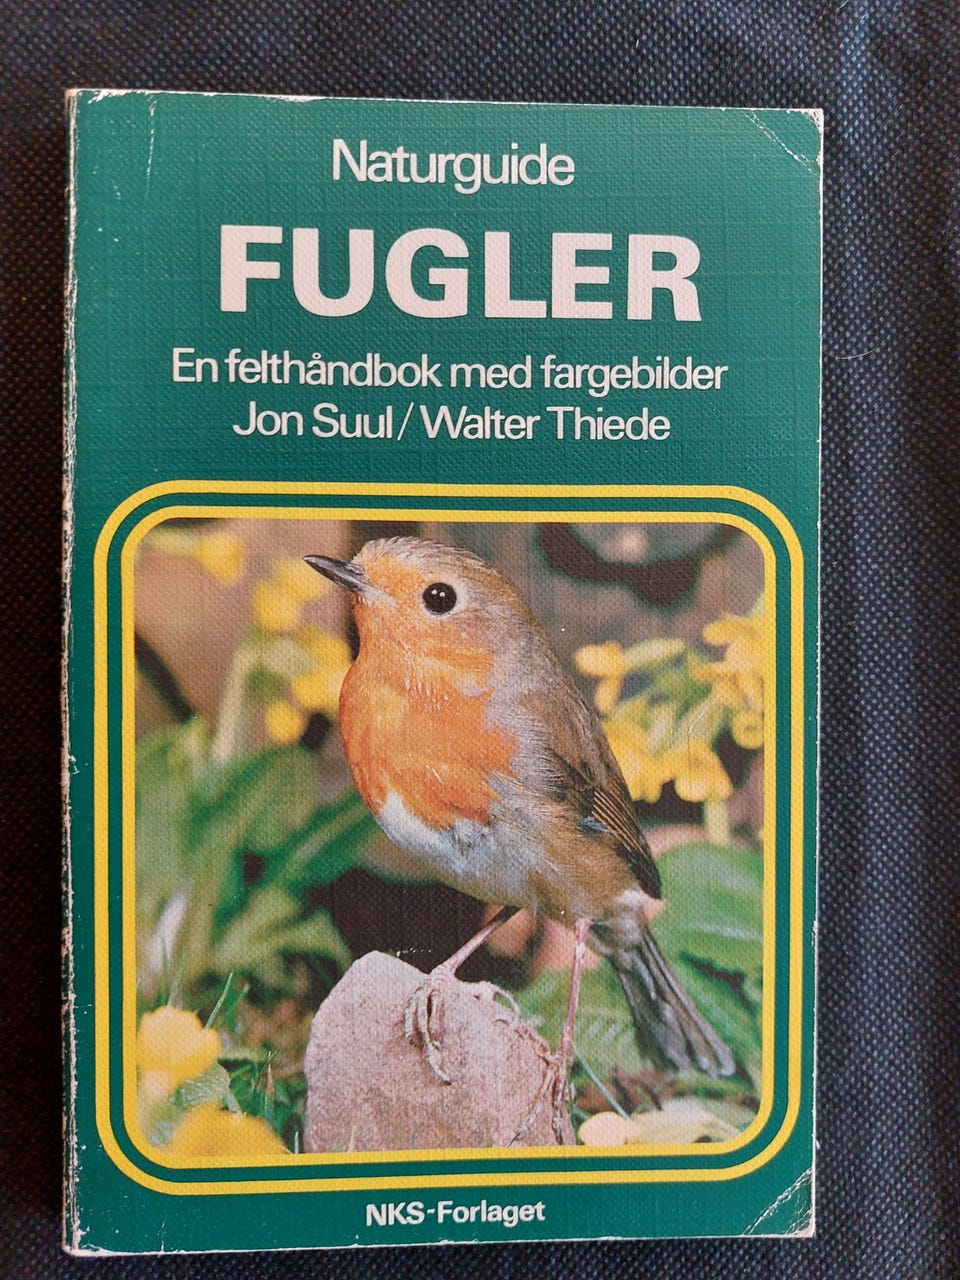 Naturguide
FUGLER
En felthåndbok med fargebilder
Jon Suul/Walter Thiede
NKS-Forlaget